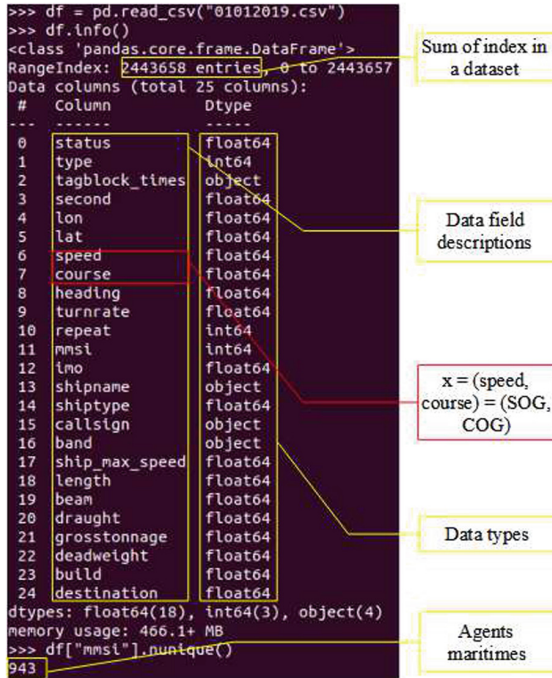 >>> df = pd.read_csv("01012019.csv")
>>> df.info()
<class 'pandas.core.frame.DataFrame'>
RangeIndex: 2443658 entries, 0 to 2443657
Data columns (total 25 columns):
#   Column   Dtype
---  ------  -----
0   status   float64
1   type   int64
2   tagblock_times   object
3   second   float64
4   lon   float64
5   lat   float64
6   speed   float64
7   course   float64
8   heading   float64
9   turnrate   float64
10   repeat   int64
11   mmsi   int64
12   imo   float64
13   shipname   object
14   shiptype   float64
15   callsign   object
16   band   object
17   ship_max_speed   float64
18   length   float64
19   beam   float64
20   draught   float64
21   grosstonnage   float64
22   deadweight   float64
23   build   float64
24   destination   float64
dtypes: float64(18), int64(3), object(4)
memory usage: 466.1+ MB
>>> df["mmsi"].nunique()
943
Sum of index in
a dataset
Data field
descriptions
x = (speed,
course) = (SOG,
COG)
Data types
Agents
maritimes